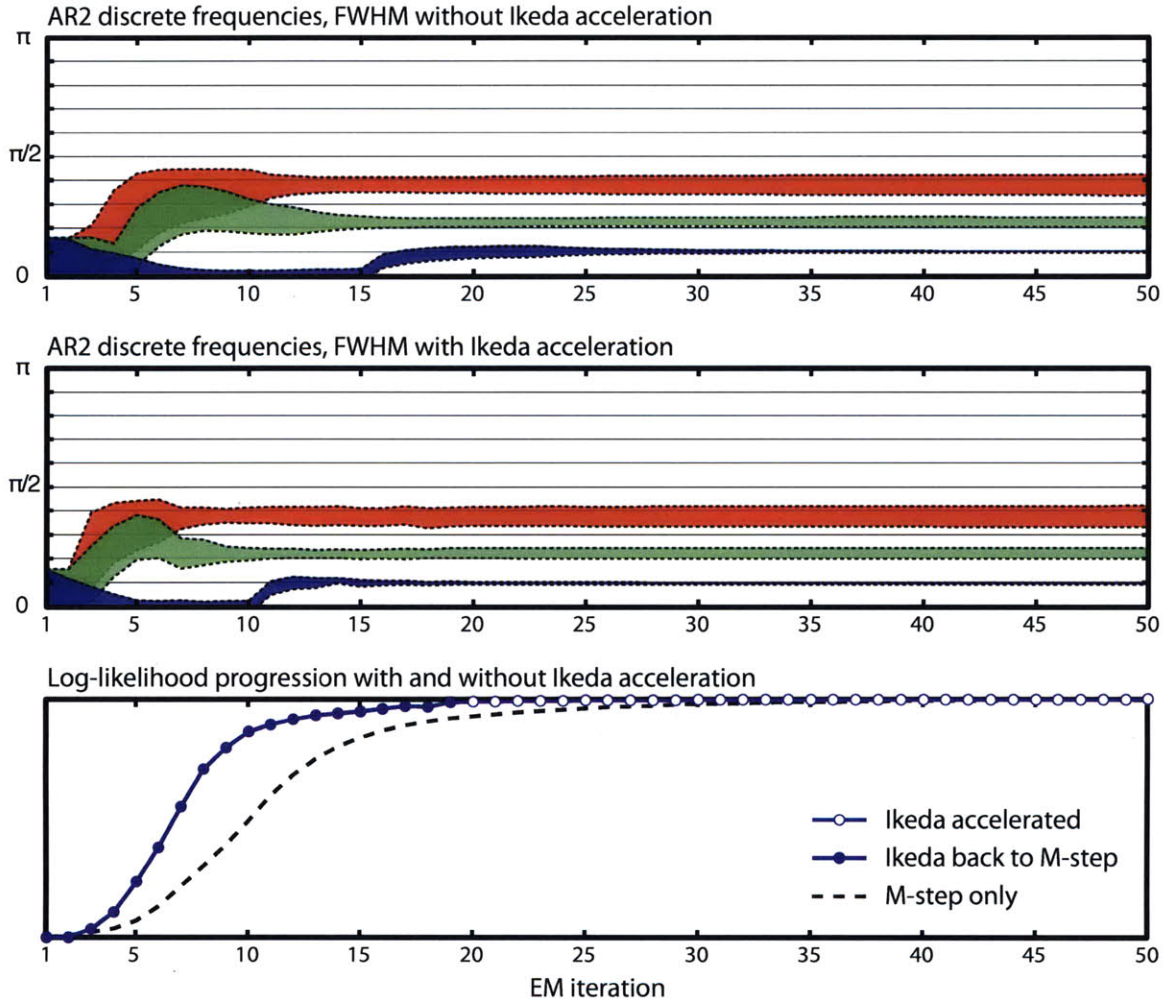 AR2 discrete frequencies, FWHM without Ikeda acceleration
π
π/2
0
1 5 10 15 20 25 30 35 40 45 50
AR2 discrete frequencies, FWHM with Ikeda acceleration
π
π/2
0
1 5 10 15 20 25 30 35 40 45 50
Log-likelihood progression with and without Ikeda acceleration
Ikeda accelerated
Ikeda back to M-step
M-step only
1 5 10 15 20 25 30 35 40 45 50
EM iteration